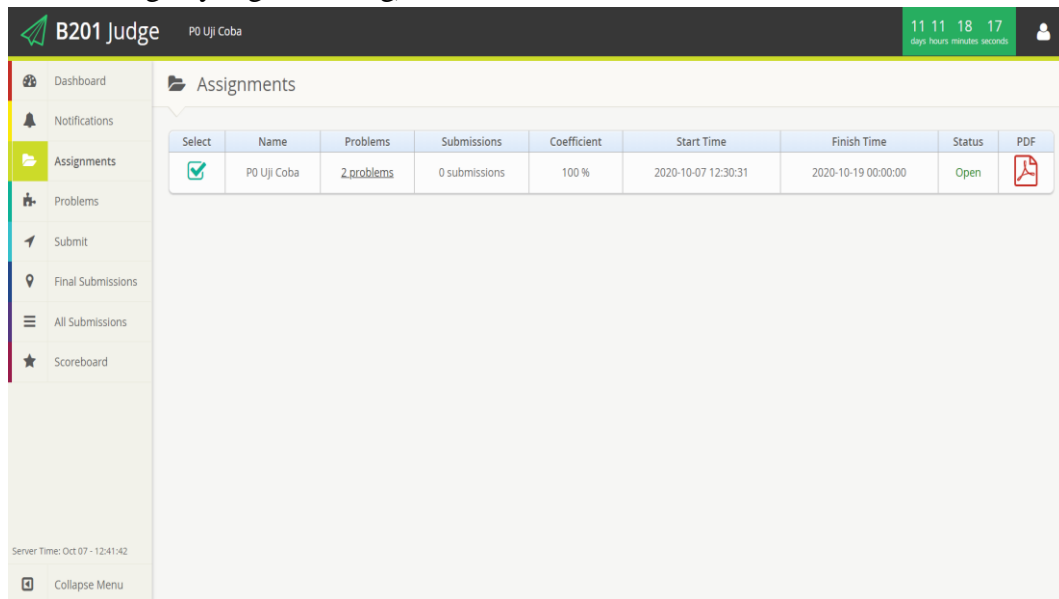 B201 Judge
P0 Uji Coba
11 11 18 17
days hours minutes seconds
Dashboard
Notifications
Assignments
Problems
Submit
Final Submissions
All Submissions
Scoreboard
Server Time: Oct 07 - 12:41:42
Collapse Menu
Assignments
Select Name Problems Submissions Coefficient Start Time Finish Time Status PDF
P0 Uji Coba 2 problems 0 submissions 100 % 2020-10-07 12:30:31 2020-10-19 00:00:00 Open